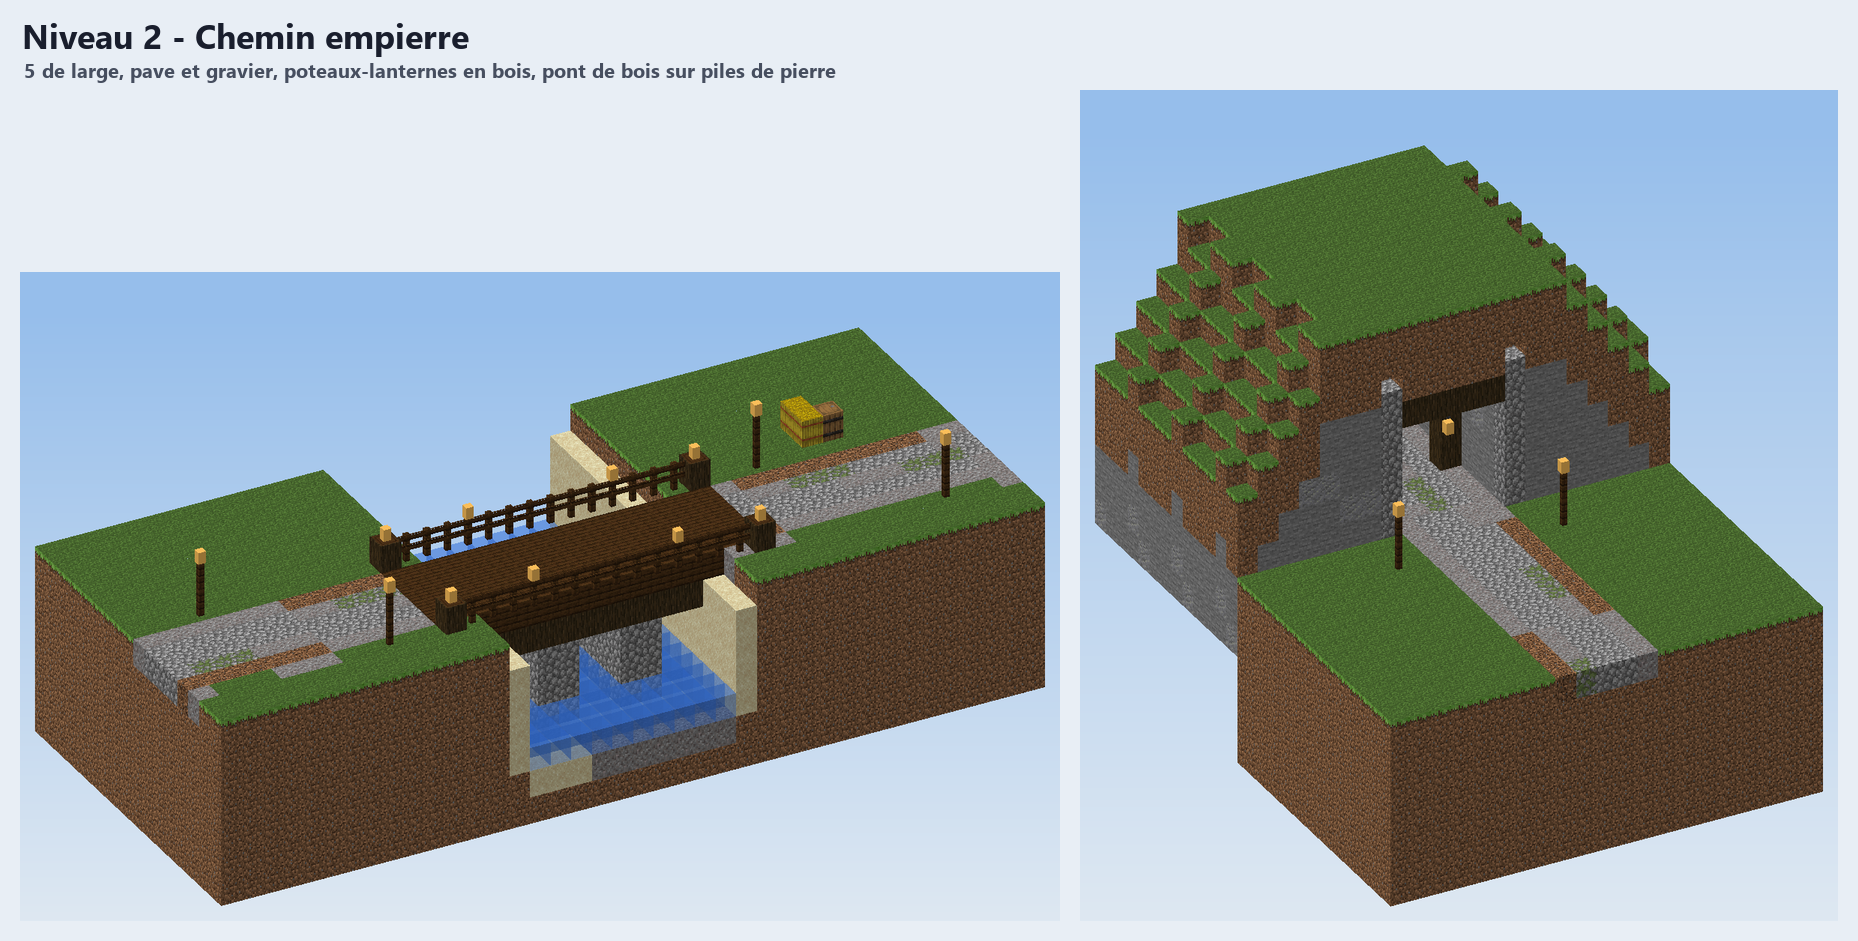 Niveau 2 - Chemin empierre
5 de large, pave et gravier, poteaux-lanternes en bois, pont de bois sur piles de pierre